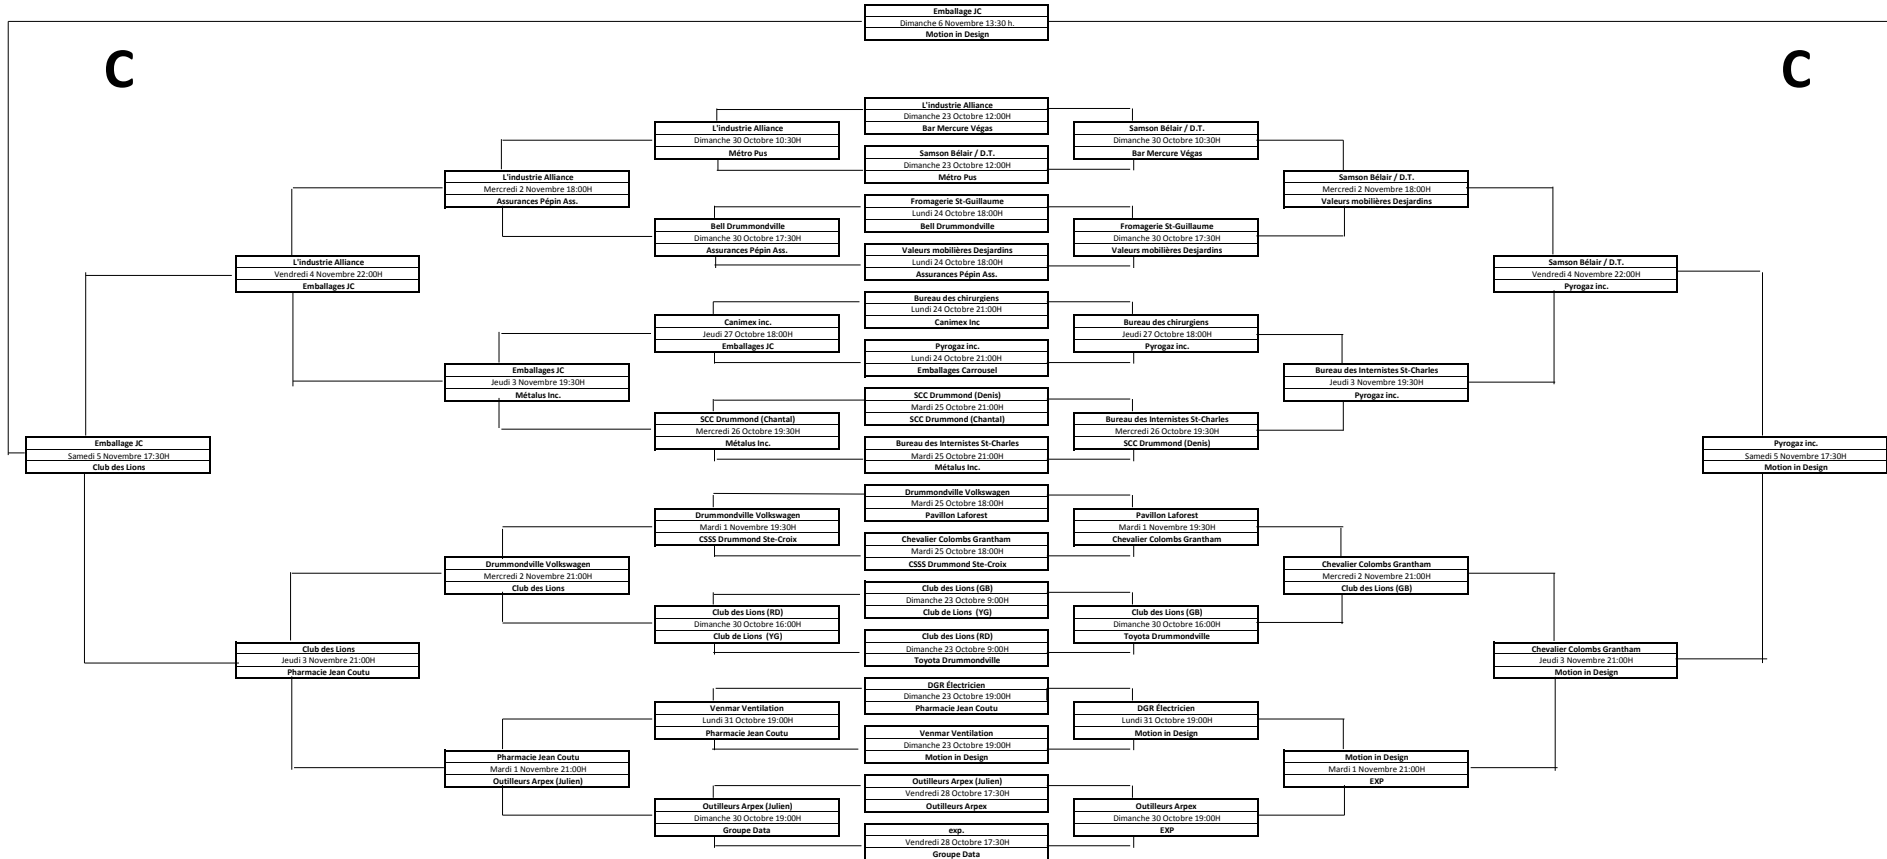 Emballage JC
Dimanche 6 Novembre 13:30 h.
Motion in Design
C
C
L'industrie Alliance
Dimanche 23 Octobre 12:00H
Bar Mercure Végas
L'industrie Alliance
Dimanche 30 Octobre 10:30H
Métro Pus
Samson Bélair / D.T.
Dimanche 30 Octobre 10:30H
Bar Mercure Végas
Samson Bélair / D.T.
Dimanche 23 Octobre 12:00H
Métro Pus
L'industrie Alliance
Mercredi 2 Novembre 18:00H
Assurances Pépin Ass.
Samson Bélair / D.T.
Mercredi 2 Novembre 18:00H
Valeurs mobilières Desjardins
Fromagerie St-Guillaume
Lundi 24 Octobre 18:00H
Bell Drummondville
Bell Drummondville
Dimanche 30 Octobre 17:30H
Assurances Pépin Ass.
Fromagerie St-Guillaume
Dimanche 30 Octobre 17:30H
Valeurs mobilières Desjardins
Valeurs mobilières Desjardins
Lundi 24 Octobre 18:00H
Assurances Pépin Ass.
L'industrie Alliance
Vendredi 4 Novembre 22:00H
Emballages JC
Samson Bélair / D.T.
Vendredi 4 Novembre 22:00H
Pyrogaz inc.
Bureau des chirurgiens
Lundi 24 Octobre 21:00H
Canimex Inc
Canimex inc.
Jeudi 27 Octobre 18:00H
Emballages JC
Bureau des chirurgiens
Jeudi 27 Octobre 18:00H
Pyrogaz inc.
Pyrogaz inc.
Lundi 24 Octobre 21:00H
Emballages Carrousel
Emballages JC
Jeudi 3 Novembre 19:30H
Métalus Inc.
Bureau des Internistes St-Charles
Jeudi 3 Novembre 19:30H
Pyrogaz inc.
SCC Drummond (Denis)
Mardi 25 Octobre 21:00H
SCC Drummond (Chantal)
SCC Drummond (Chantal)
Mercredi 26 Octobre 19:30H
Métalus Inc.
Bureau des Internistes St-Charles
Mercredi 26 Octobre 19:30H
SCC Drummond (Denis)
Bureau des Internistes St-Charles
Mardi 25 Octobre 21:00H
Métalus Inc.
Emballage JC
Samedi 5 Novembre 17:30H
Club des Lions
Pyrogaz inc.
Samedi 5 Novembre 17:30H
Motion in Design
Drummondville Volkswagen
Mardi 25 Octobre 18:00H
Pavillon Laforest
Drummondville Volkswagen
Mardi 1 Novembre 19:30H
CSSS Drummond Ste-Croix
Pavillon Laforest
Mardi 1 Novembre 19:30H
Chevalier Colombs Grantham
Chevalier Colombs Grantham
Mardi 25 Octobre 18:00H
CSSS Drummond Ste-Croix
Drummondville Volkswagen
Mercredi 2 Novembre 21:00H
Club des Lions
Chevalier Colombs Grantham
Mercredi 2 Novembre 21:00H
Club des Lions (GB)
Club des Lions (GB)
Dimanche 23 Octobre 9:00H
Club de Lions (YG)
Club des Lions (RD)
Dimanche 30 Octobre 16:00H
Club de Lions (YG)
Club des Lions (GB)
Dimanche 30 Octobre 16:00H
Toyota Drummondville
Club des Lions (RD)
Dimanche 23 Octobre 9:00H
Toyota Drummondville
Club des Lions
Jeudi 3 Novembre 21:00H
Pharmacie Jean Coutu
Chevalier Colombs Grantham
Jeudi 3 Novembre 21:00H
Motion in Design
DGR Électricien
Dimanche 23 Octobre 19:00H
Pharmacie Jean Coutu
Venmar Ventilation
Lundi 31 Octobre 19:00H
Pharmacie Jean Coutu
DGR Électricien
Lundi 31 Octobre 19:00H
Motion in Design
Venmar Ventilation
Dimanche 23 Octobre 19:00H
Motion in Design
Pharmacie Jean Coutu
Mardi 1 Novembre 21:00H
Outilleurs Arpex (Julien)
Motion in Design
Mardi 1 Novembre 21:00H
EXP
Outilleurs Arpex (Julien)
Vendredi 28 Octobre 17:30H
Outilleurs Arpex
Outilleurs Arpex (Julien)
Dimanche 30 Octobre 19:00H
Groupe Data
Outilleurs Arpex
Dimanche 30 Octobre 19:00H
EXP
exp.
Vendredi 28 Octobre 17:30H
Groupe Data